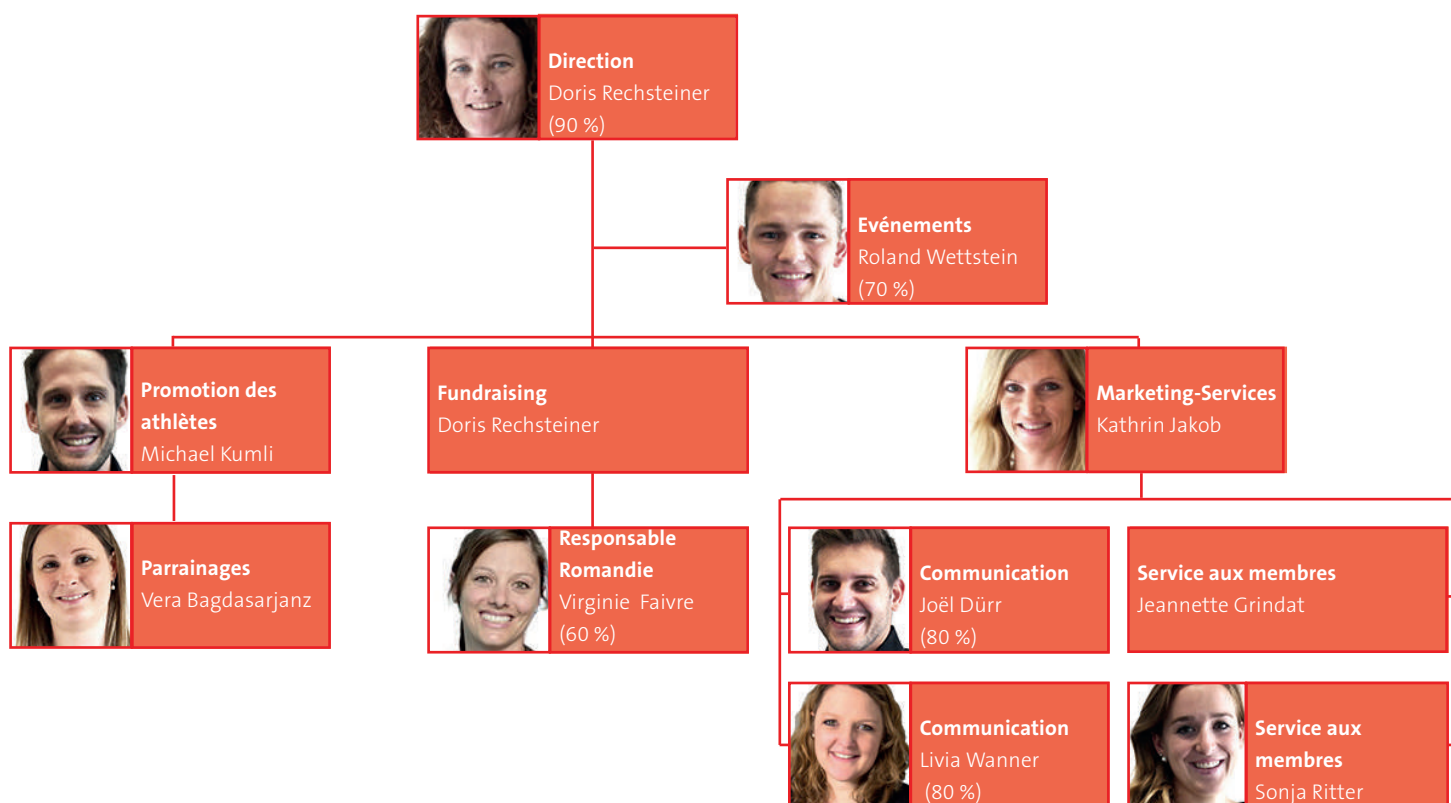 Direction
Doris Rechsteiner
(90 %)
Evénements
Roland Wettstein
(70 %)
Promotion des
athlètes
Michael Kumli
Fundraising
Doris Rechsteiner
Marketing-Services
Kathrin Jakob
Parrainages
Vera Bagdasarjanz
Responsable
Romandie
Virginie Faivre
(60 %)
Communication
Joël Dürr
(80 %)
Service aux membres
Jeannette Grindat
Communication
Livia Wanner
(80 %)
Service aux
membres
Sonja Ritter